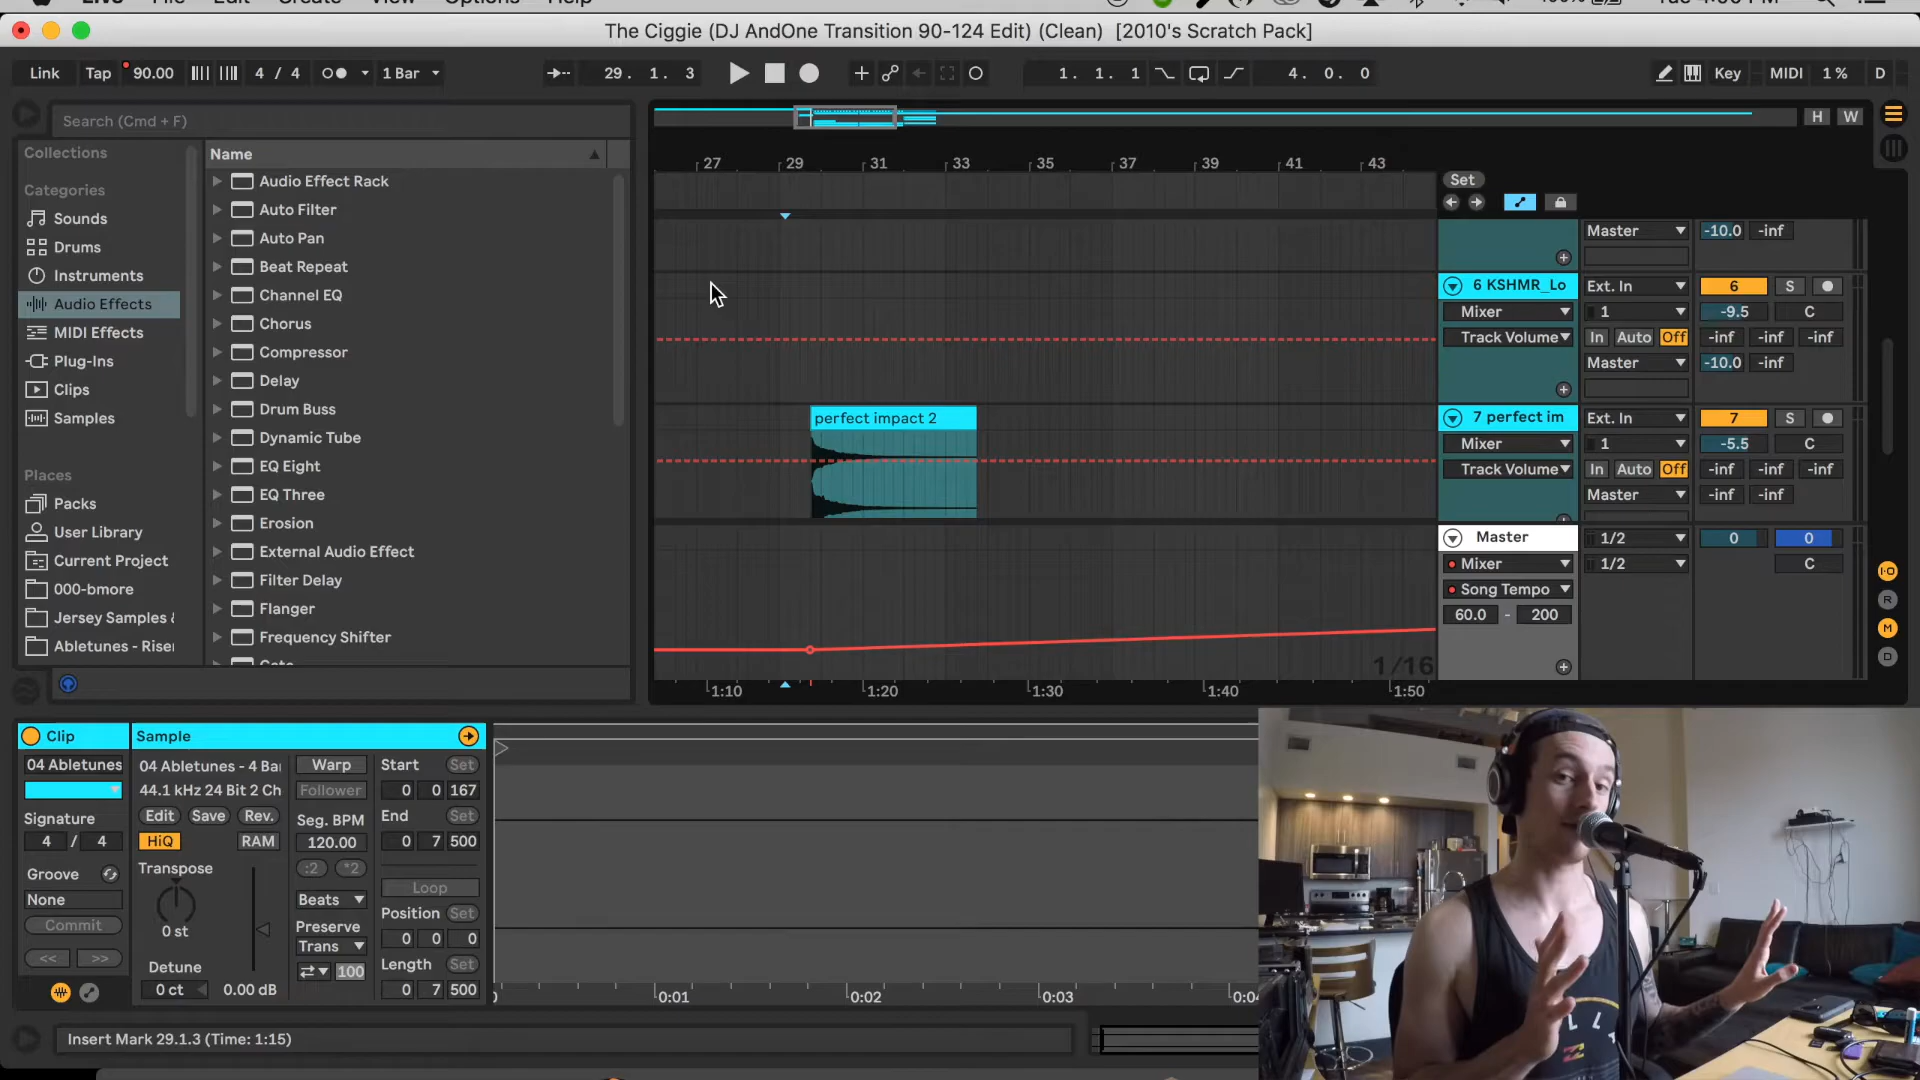 The Ciggie (DJ AndOne Transition 90-124 Edit) (Clean) [2010's Scratch Pack]
Link Tap 90.00 4 / 4 1 Bar 29 . 1 . 3 1 . 1 . 1 4 . 0 . 0 Key MIDI 1 % D
Search (Cmd + F)
H W
Collections
Categories
Sounds
Drums
Instruments
Audio Effects
MIDI Effects
Plug-Ins
Clips
Samples
Places
Packs
User Library
Current Project
000-bmore
Jersey Samples
Abletunes - Riser
Name
Audio Effect Rack
Auto Filter
Auto Pan
Beat Repeat
Channel EQ
Chorus
Compressor
Delay
Drum Buss
Dynamic Tube
EQ Eight
EQ Three
Erosion
External Audio Effect
Filter Delay
Flanger
Frequency Shifter
27 29 31 33 35 37 39 41 43
Set
Master -10.0 -inf
6 KSHMR_Lo Ext. In 6 S
Mixer 1 -9.5 C
Track Volume In Auto Off -inf -inf -inf
Master -10.0 -inf
perfect impact 2
7 perfect im Ext. In 7 S
Mixer 1 -5.5 C
Track Volume In Auto Off -inf -inf -inf
Master -inf -inf
Master 1/2 0 0
Mixer 1/2 C
Song Tempo
60.0 - 200
1/16
1:10 1:20 1:30 1:40 1:50
R
M
D
Clip
04 Abletunes
Signature
4 / 4
Groove
None
Commit
<< >>
Sample
04 Abletunes - 4 Bar
44.1 kHz 24 Bit 2 Ch
Edit Save Rev.
HiQ RAM
Transpose
0 st
Detune
0 ct 0.00 dB
Warp
Follower
Seg. BPM
120.00
:2 *2
Beats
Preserve
Trans
100
Start Set
0 0 167
End Set
0 7 500
Loop
Position Set
0 0 0
Length Set
0 7 500
0:01 0:02 0:03
Insert Mark 29.1.3 (Time: 1:15)